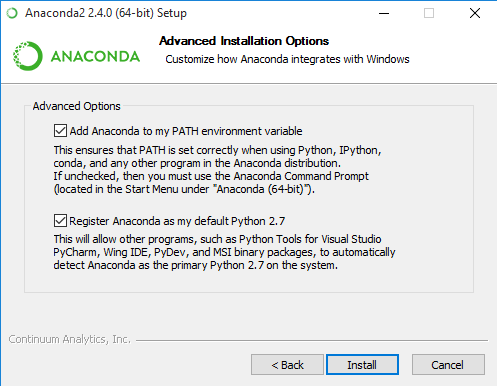 Anaconda2 2.4.0 (64-bit) Setup
Advanced Installation Options
Customize how Anaconda integrates with Windows
ANACONDA
Advanced Options
Add Anaconda to my PATH environment variable
This ensures that PATH is set correctly when using Python, IPython,
conda, and any other program in the Anaconda distribution.
If unchecked, then you must use the Anaconda Command Prompt
(located in the Start Menu under "Anaconda (64-bit)").
Register Anaconda as my default Python 2.7
This will allow other programs, such as Python Tools for Visual Studio
PyCharm, Wing IDE, PyDev, and MSI binary packages, to automatically
detect Anaconda as the primary Python 2.7 on the system.
Continuum Analytics, Inc.
< Back
Install
Cancel